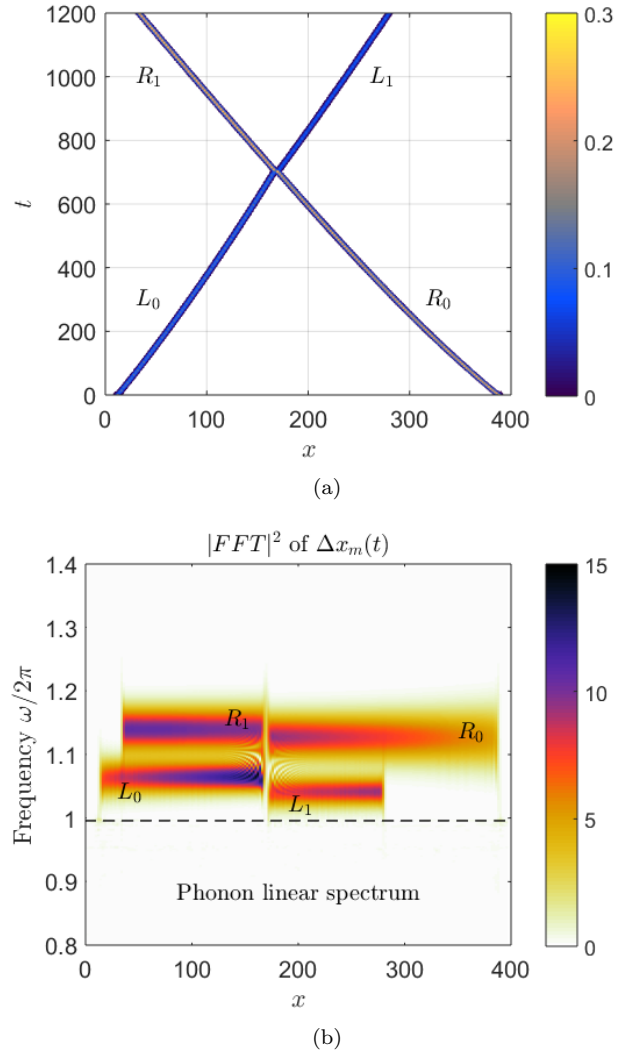 1200
1000
800
600
400
200
0
t
R₁
L₁
L₀
R₀
0
100
200
300
400
x
0.3
0.2
0.1
0
(a)
|FFT|² of Δxₘ(t)
1.4
1.3
1.2
1.1
1
0.9
0.8
Frequency ω/2π
R₁
R₀
L₀
L₁
Phonon linear spectrum
0
100
200
300
400
x
15
10
5
0
(b)